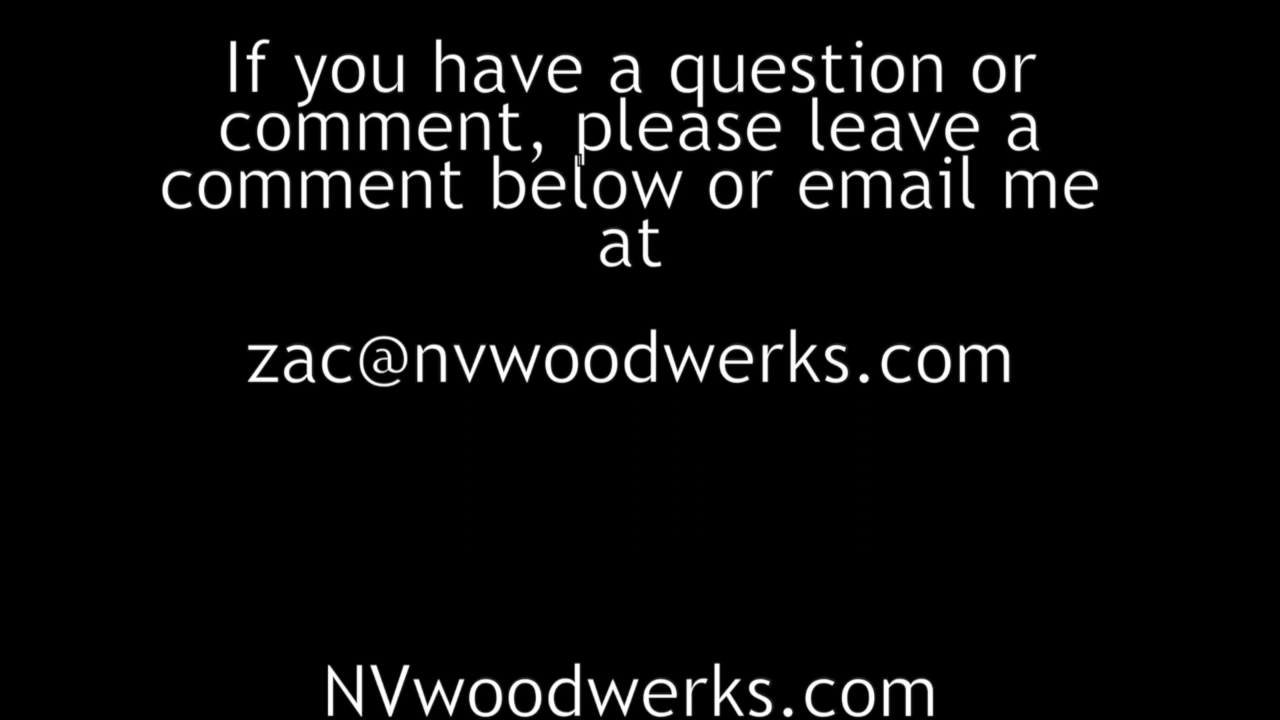 If you have a question or
comment, please leave a
comment below or email me
at
zac@nvwoodwerks.com
NVwoodwerks.com